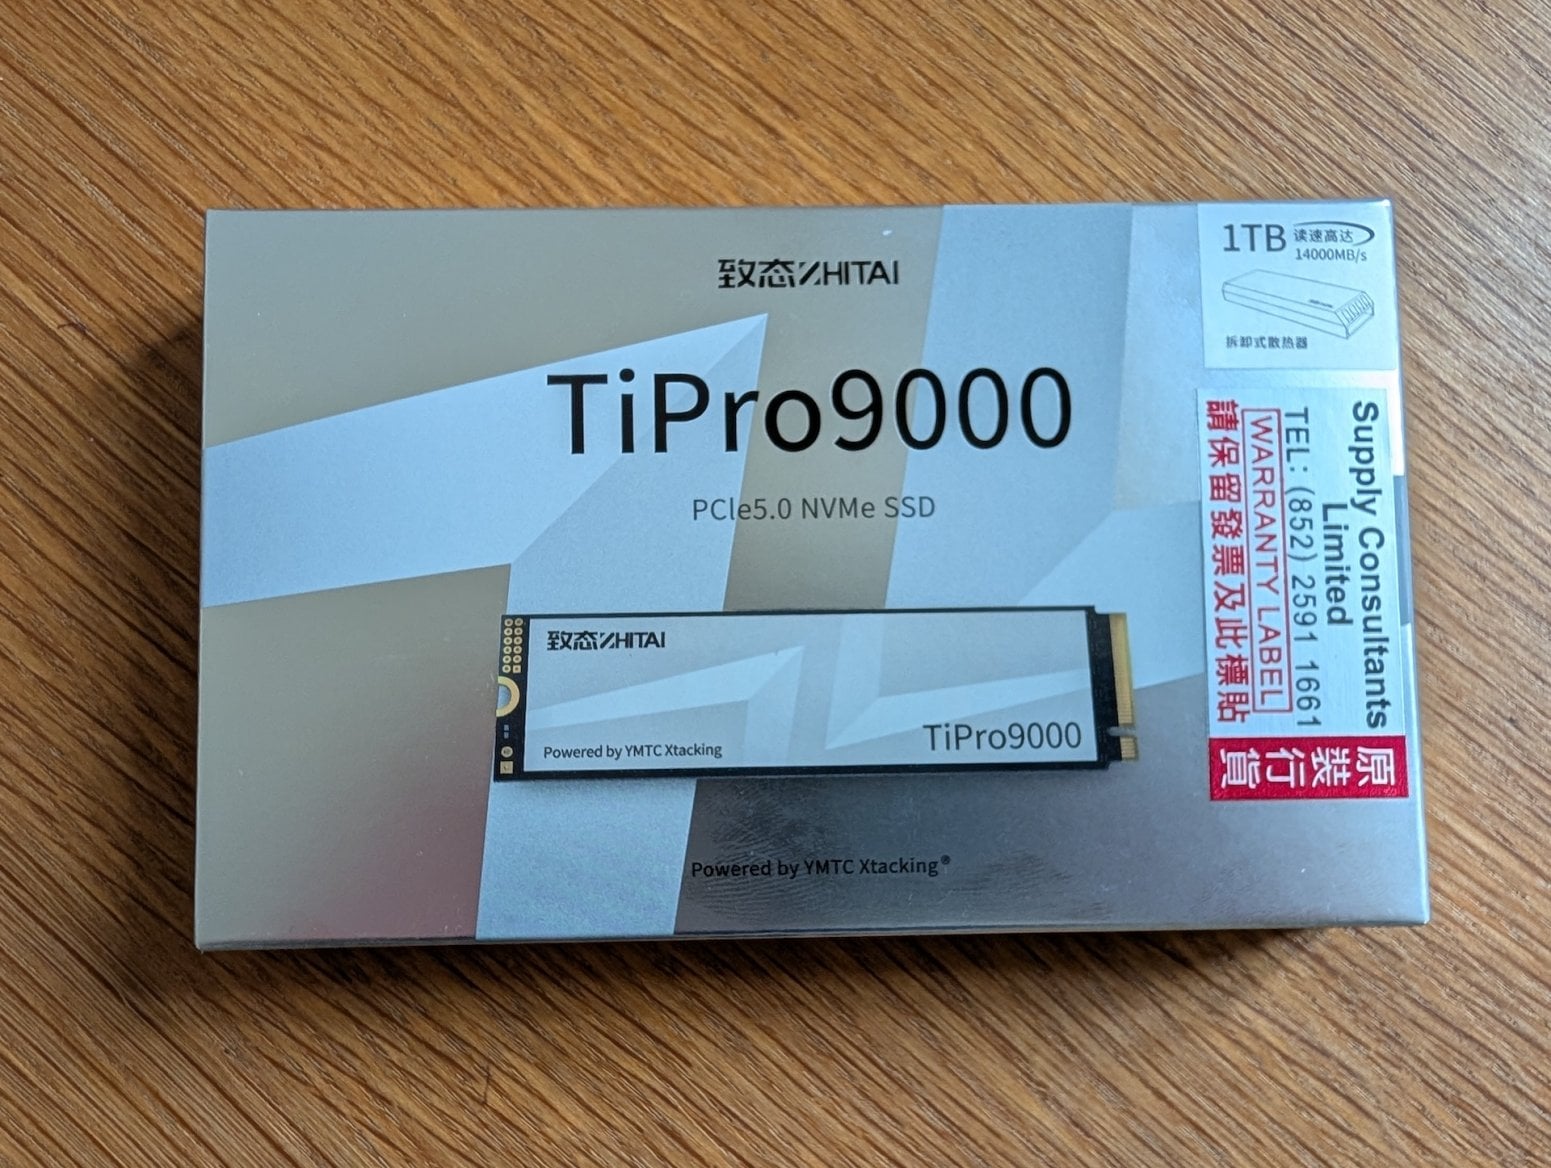 致态ZHITAI
TiPro9000
PCIe5.0 NVMe SSD
致态ZHITAI
Powered by YMTC Xtacking
TiPro9000
Powered by YMTC Xtacking®
1TB
读速高达
14000MB/s
拆卸式散热器
Supply Consultants
Limited
TEL: (852) 2591 1661
WARRANTY LABEL
請保留發票及此標貼
原裝行貨